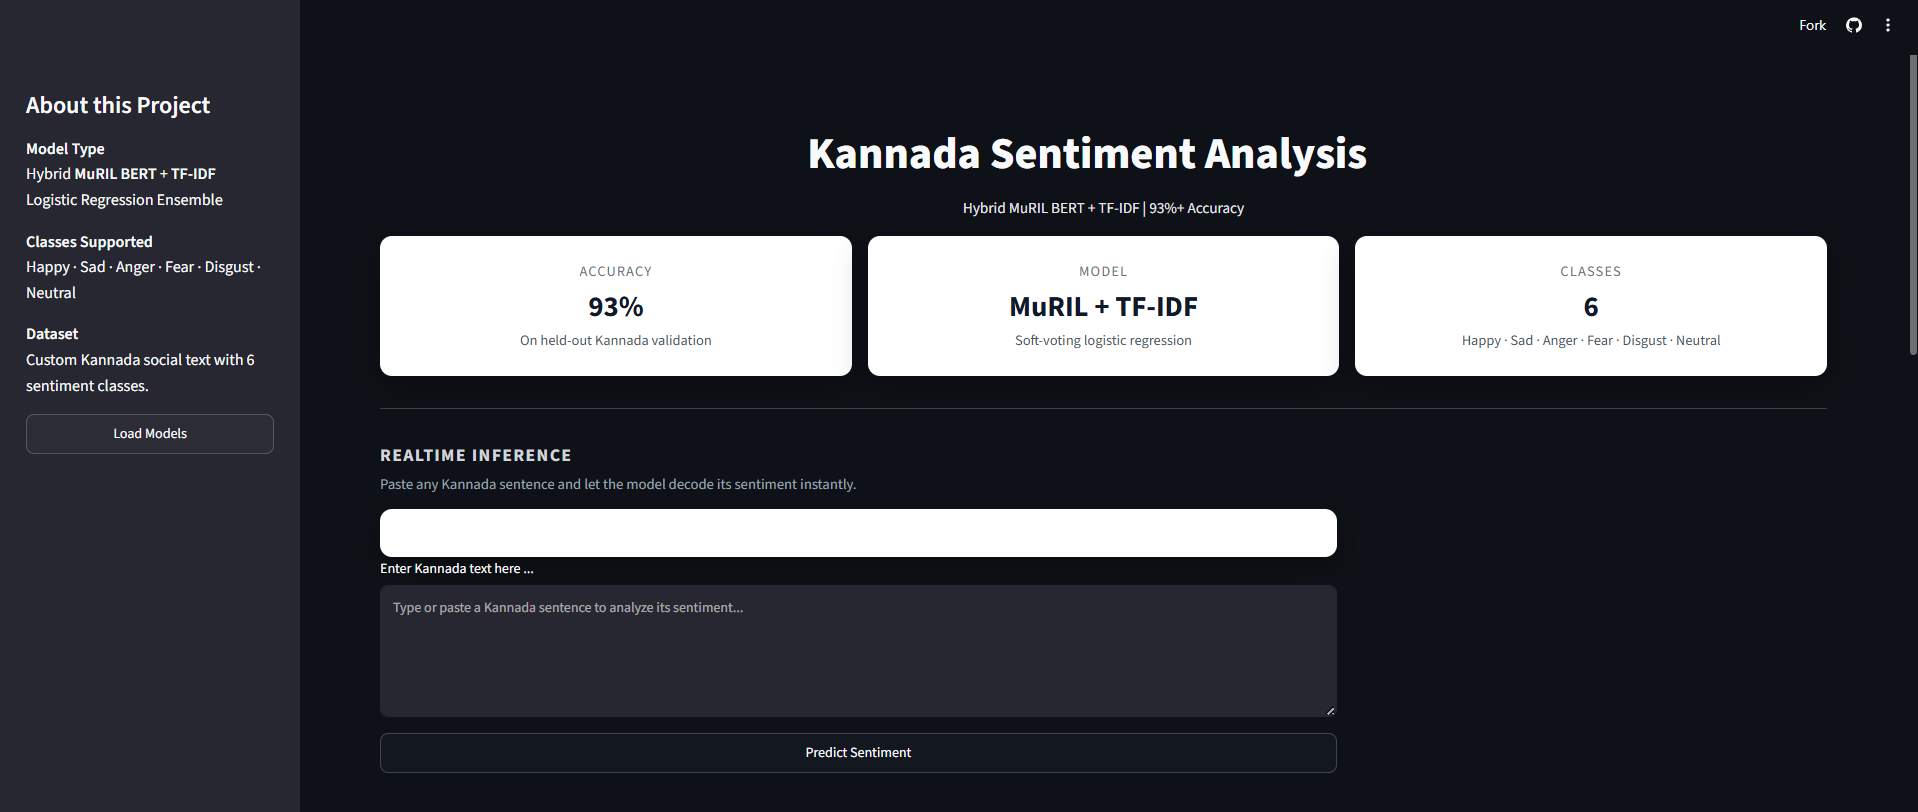 Fork
About this Project
Model Type
Hybrid MuRIL BERT + TF-IDF
Logistic Regression Ensemble
Classes Supported
Happy · Sad · Anger · Fear · Disgust ·
Neutral
Dataset
Custom Kannada social text with 6
sentiment classes.
Load Models
Kannada Sentiment Analysis
Hybrid MuRIL BERT + TF-IDF | 93%+ Accuracy
ACCURACY
93%
On held-out Kannada validation
MODEL
MuRIL + TF-IDF
Soft-voting logistic regression
CLASSES
6
Happy · Sad · Anger · Fear · Disgust · Neutral
REALTIME INFERENCE
Paste any Kannada sentence and let the model decode its sentiment instantly.
Enter Kannada text here ...
Type or paste a Kannada sentence to analyze its sentiment...
Predict Sentiment